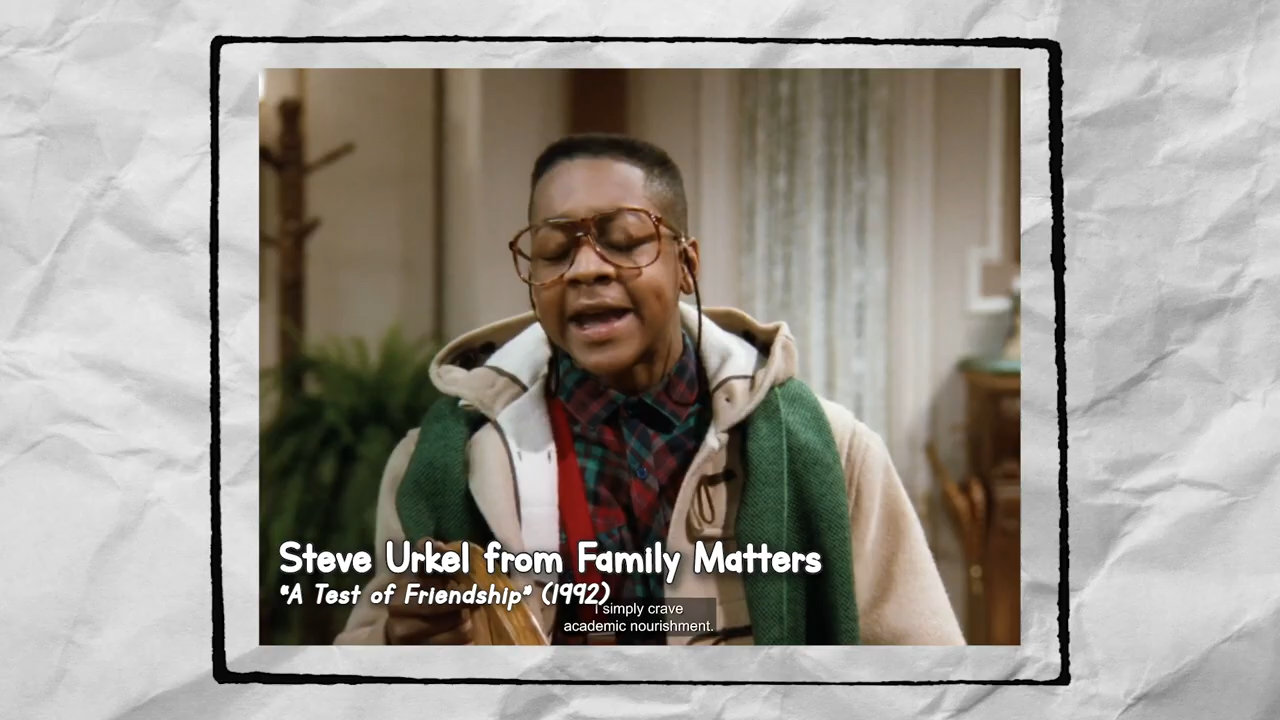 Steve Urkel from Family Matters
"A Test of Friendship" (1992)
I simply crave
academic nourishment.